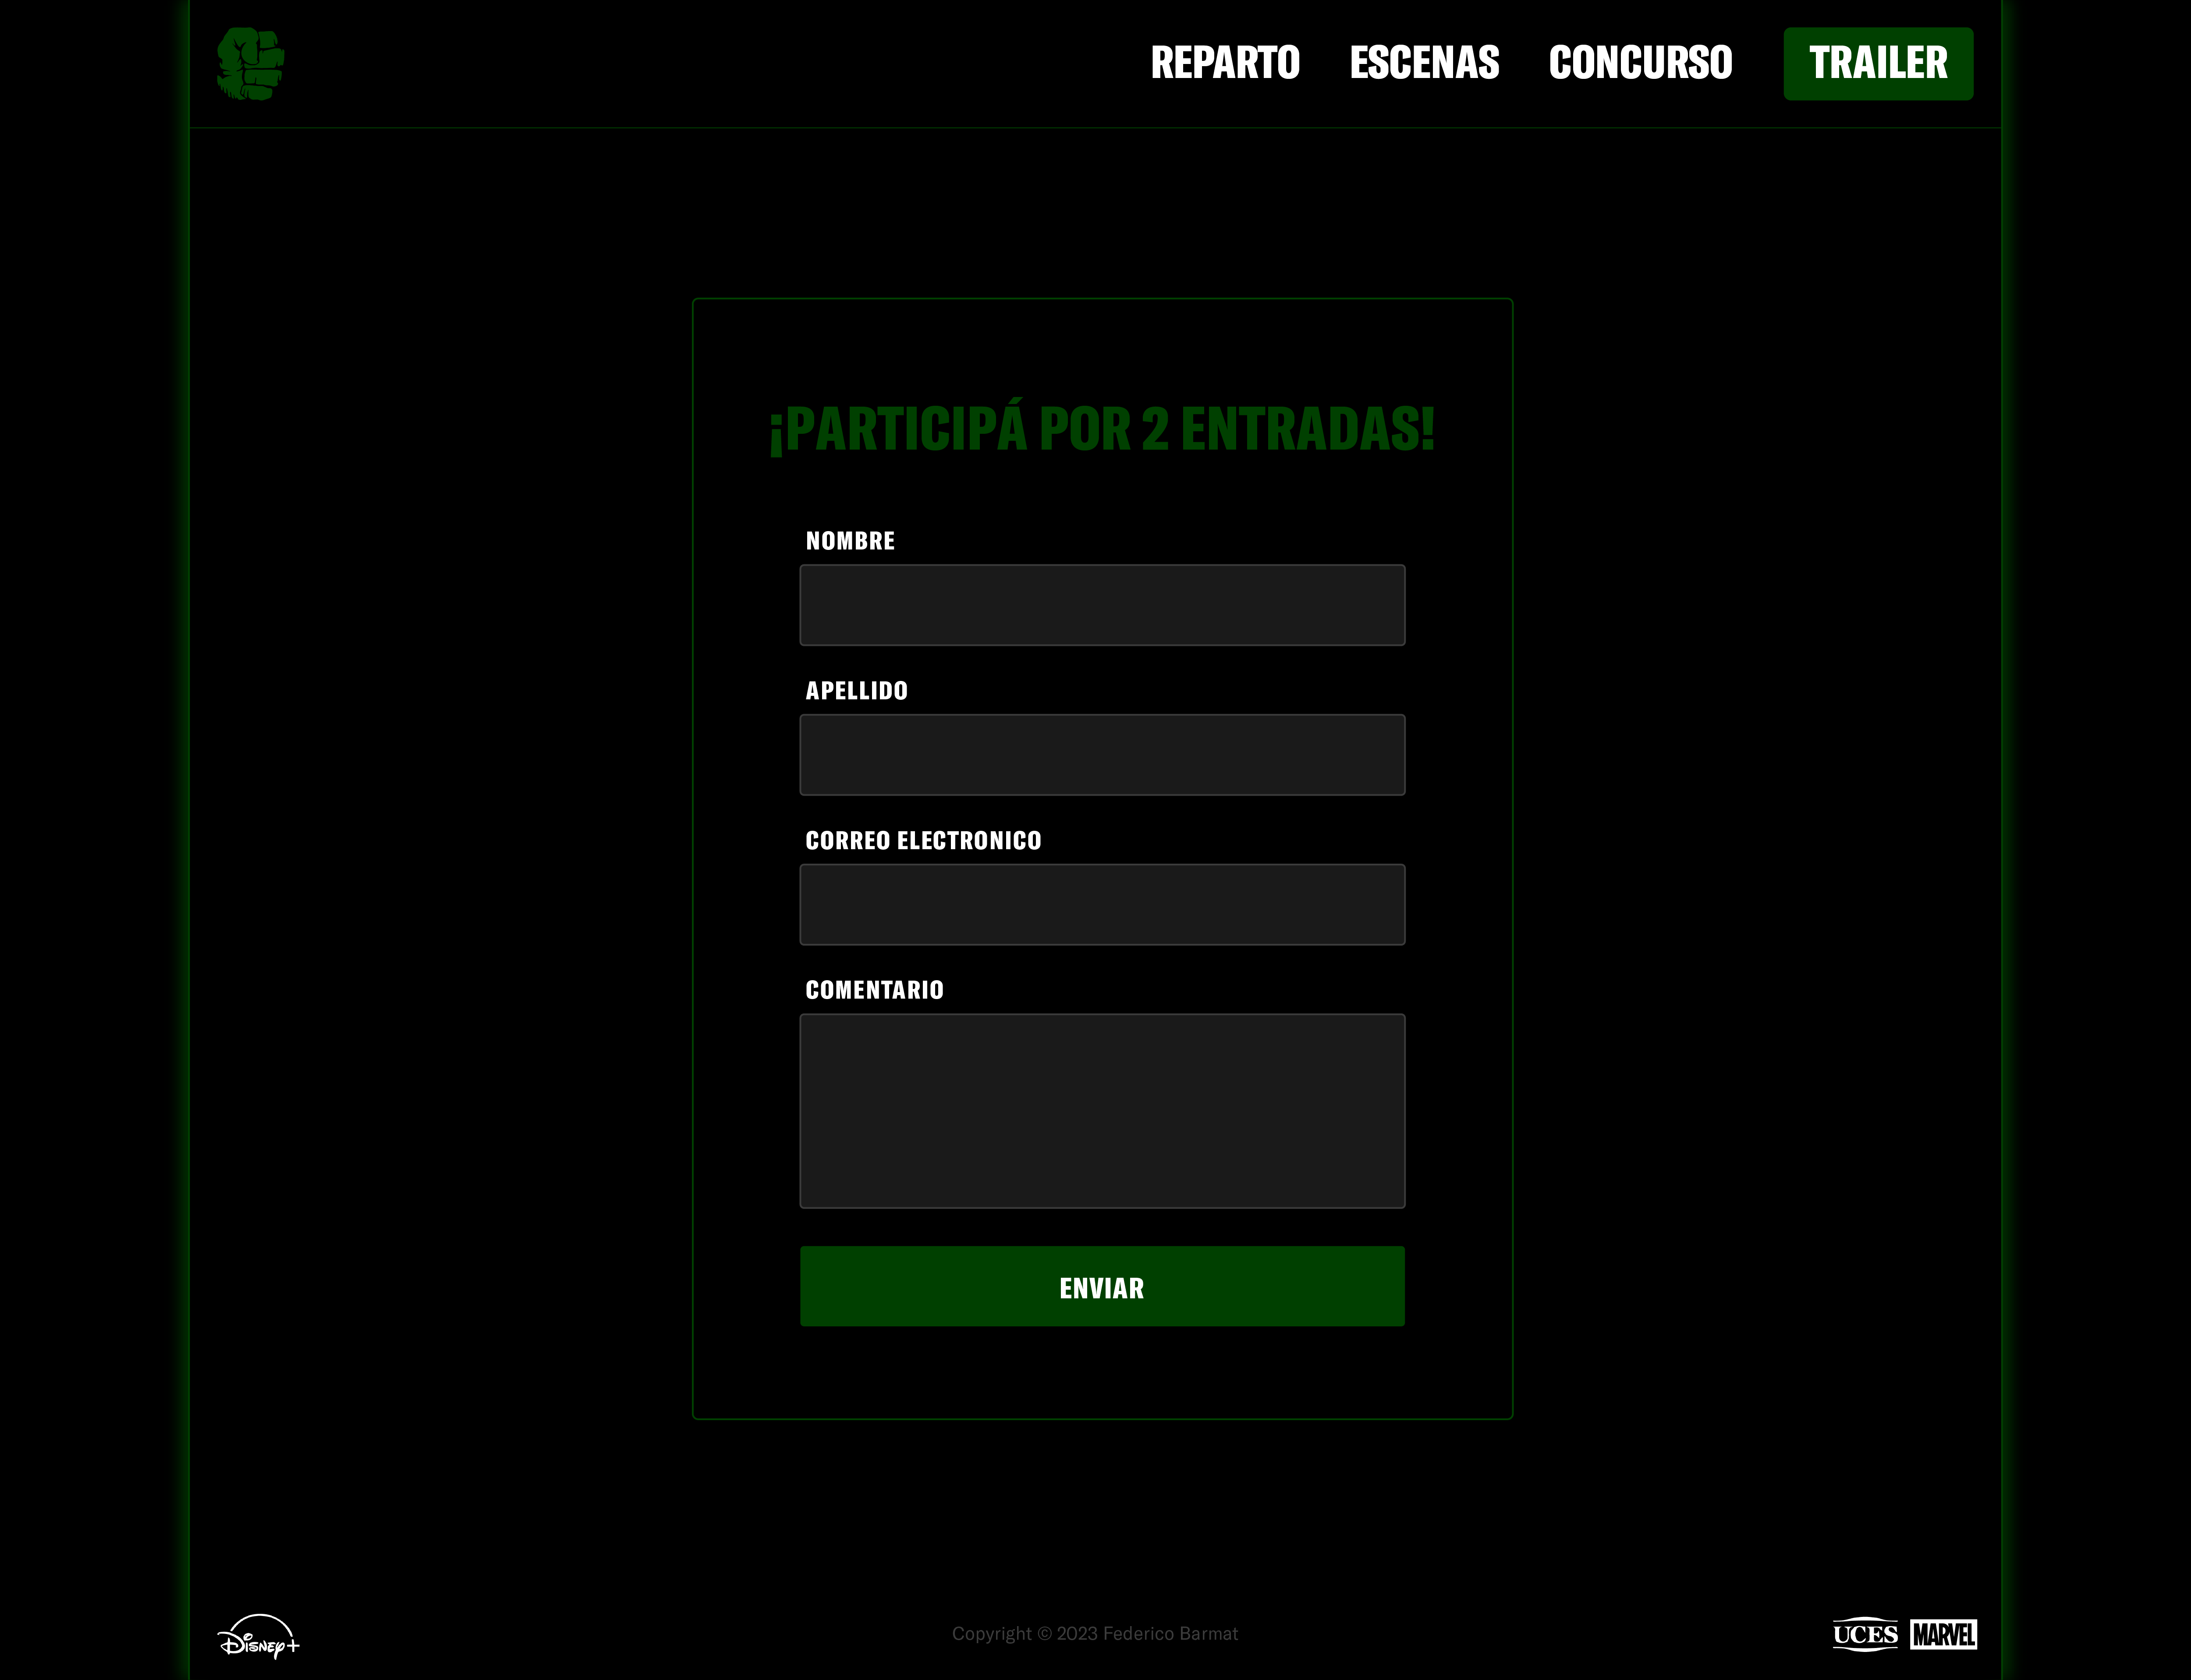 REPARTO ESCENAS CONCURSO TRAILER
¡PARTICIPÁ POR 2 ENTRADAS!
NOMBRE
APELLIDO
CORREO ELECTRONICO
COMENTARIO
ENVIAR
Disney+ Copyright © 2023 Federico Barmat UCES MARVEL